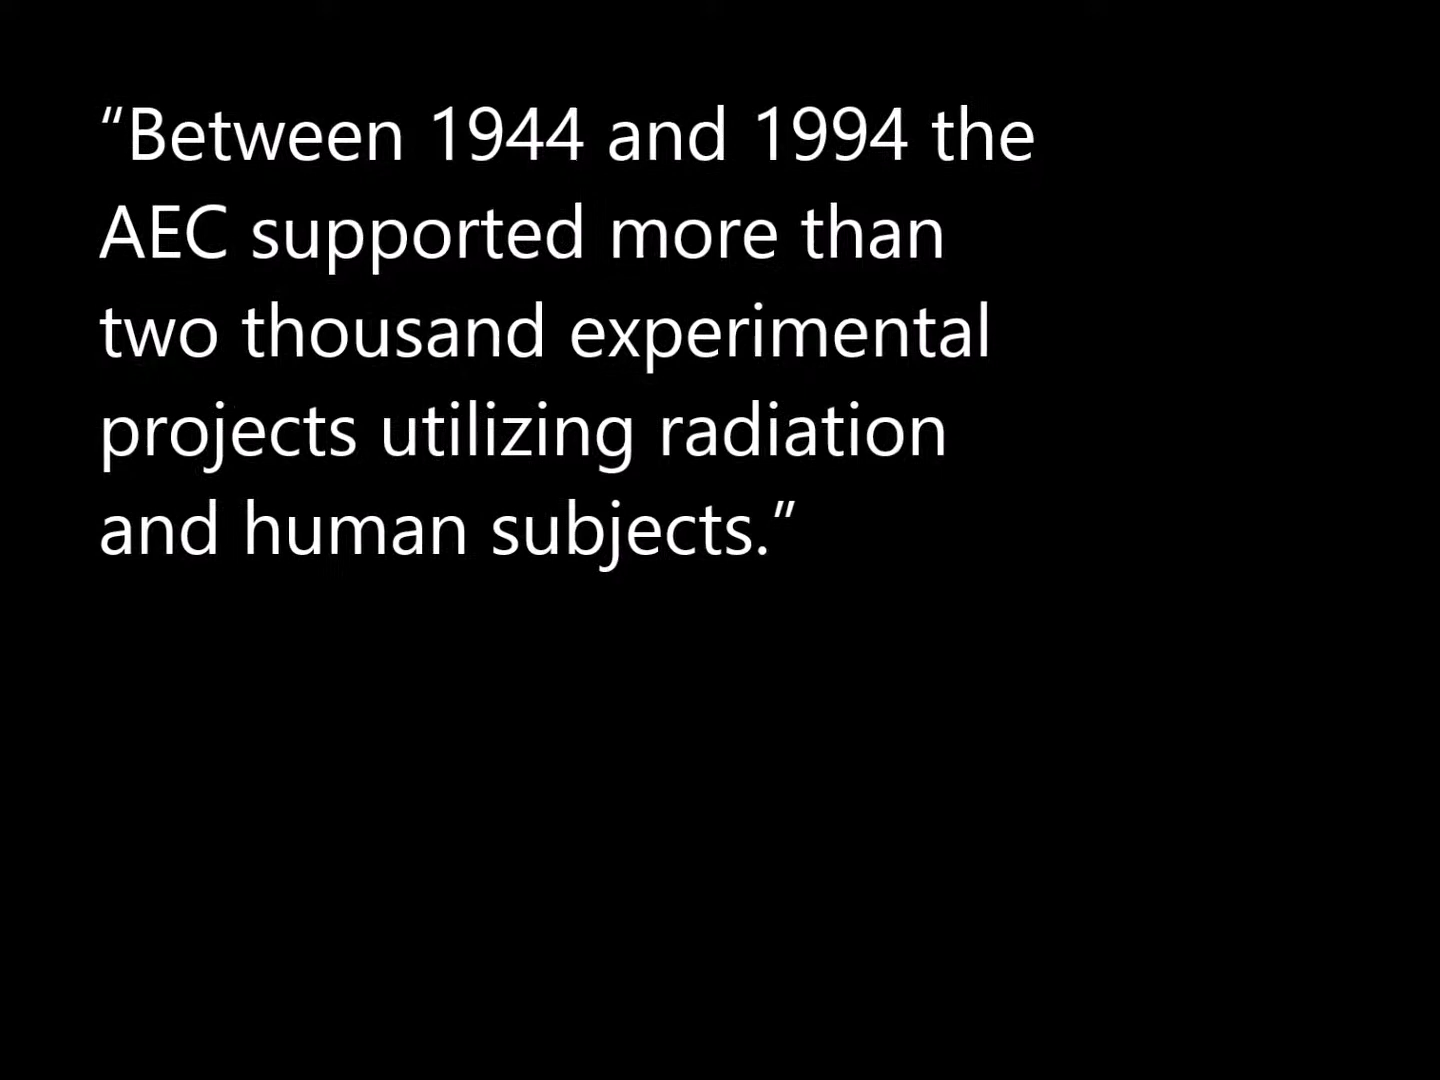 “Between 1944 and 1994 the
AEC supported more than
two thousand experimental
projects utilizing radiation
and human subjects.”